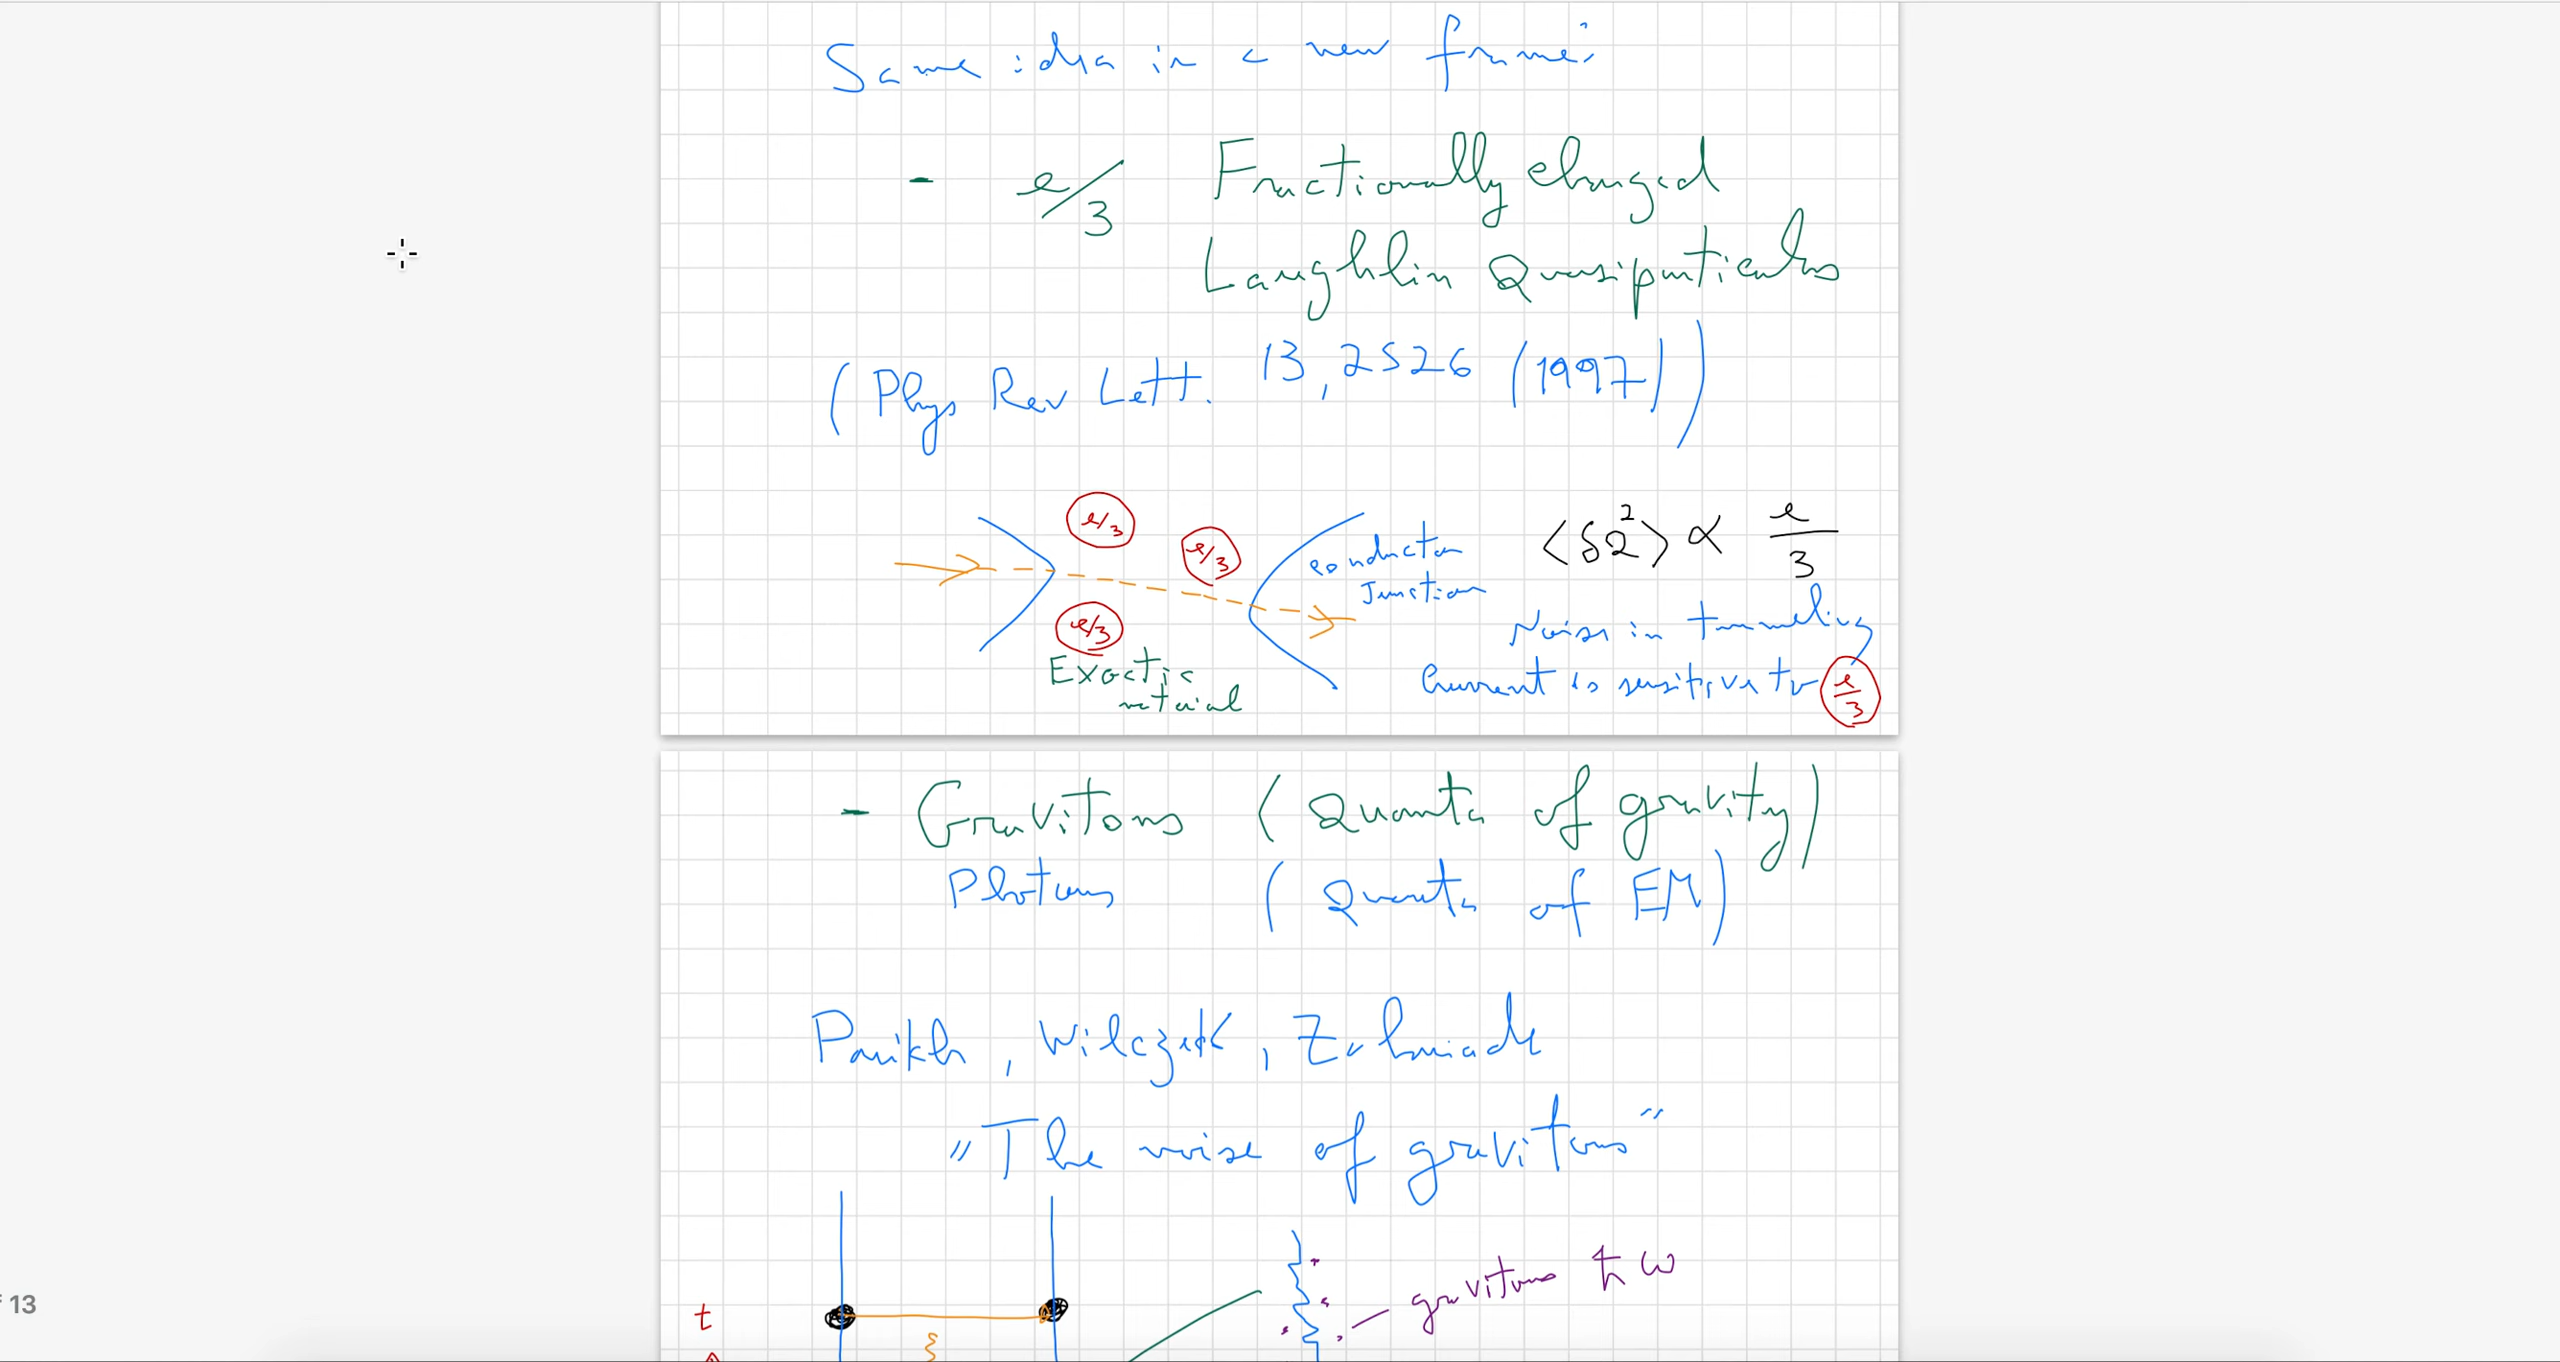 Same idea in a new frame:
- e/3 Fractionally charged
Laughlin Quasiparticles
(Phys Rev Lett. 13, 2526 (1997))
e/3
e/3
e/3
Conductor
Junction
Exoctic
material
⟨δQ²⟩ ∝ e/3
Noise in tunneling
Current is sensitive to e/3
- Gravitons (Quanta of gravity)
Photons (Quanta of EM)
Parikh, Wilczek, Zahariade
"The noise of gravitons"
gravitons ħω
t
ξ
13